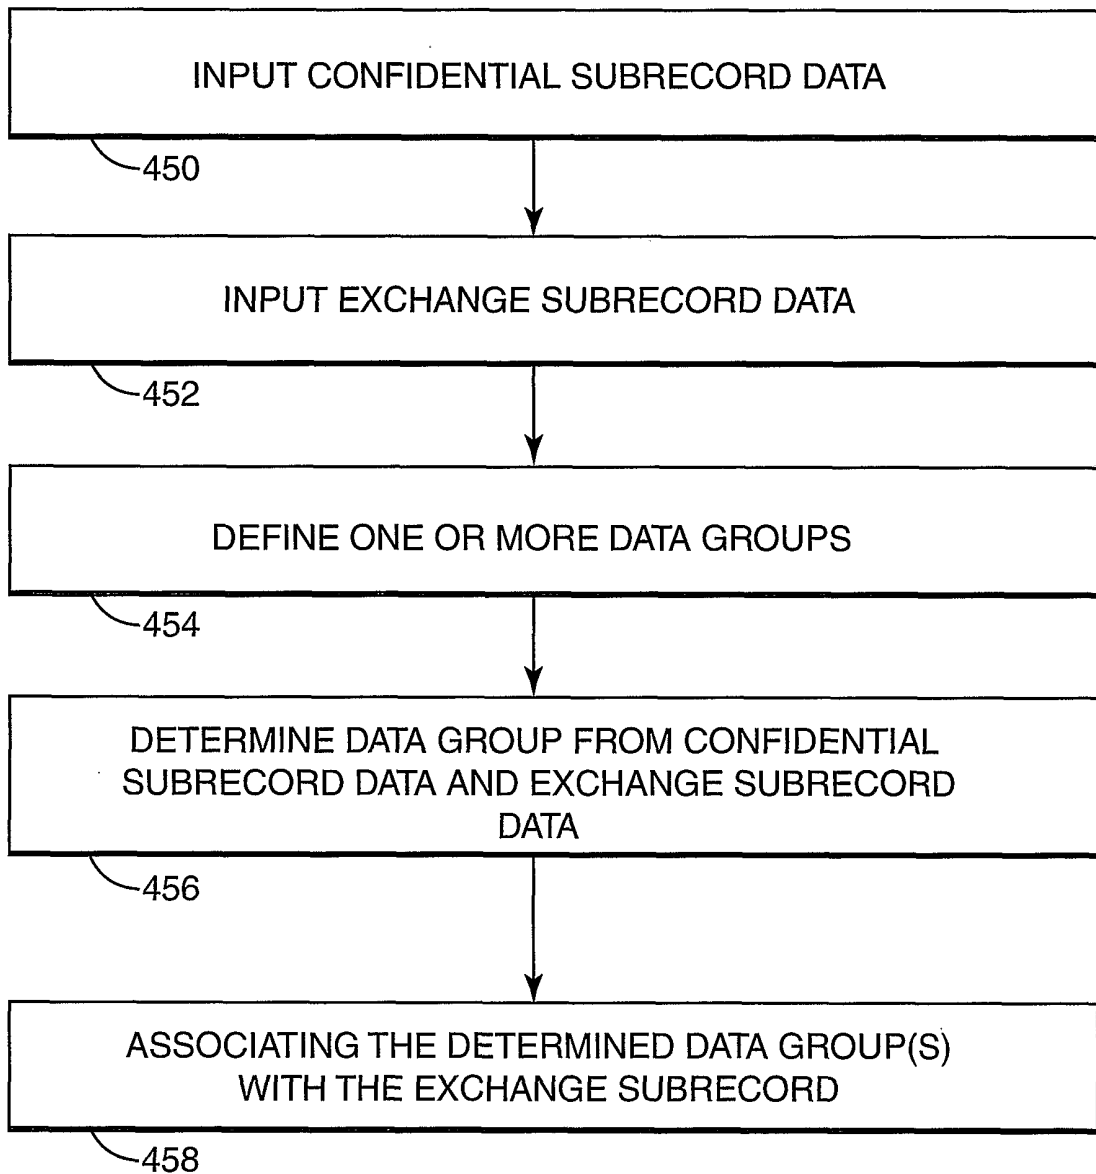 INPUT CONFIDENTIAL SUBRECORD DATA
450
INPUT EXCHANGE SUBRECORD DATA
452
DEFINE ONE OR MORE DATA GROUPS
454
DETERMINE DATA GROUP FROM CONFIDENTIAL
SUBRECORD DATA AND EXCHANGE SUBRECORD
DATA
456
ASSOCIATING THE DETERMINED DATA GROUP(S)
WITH THE EXCHANGE SUBRECORD
458